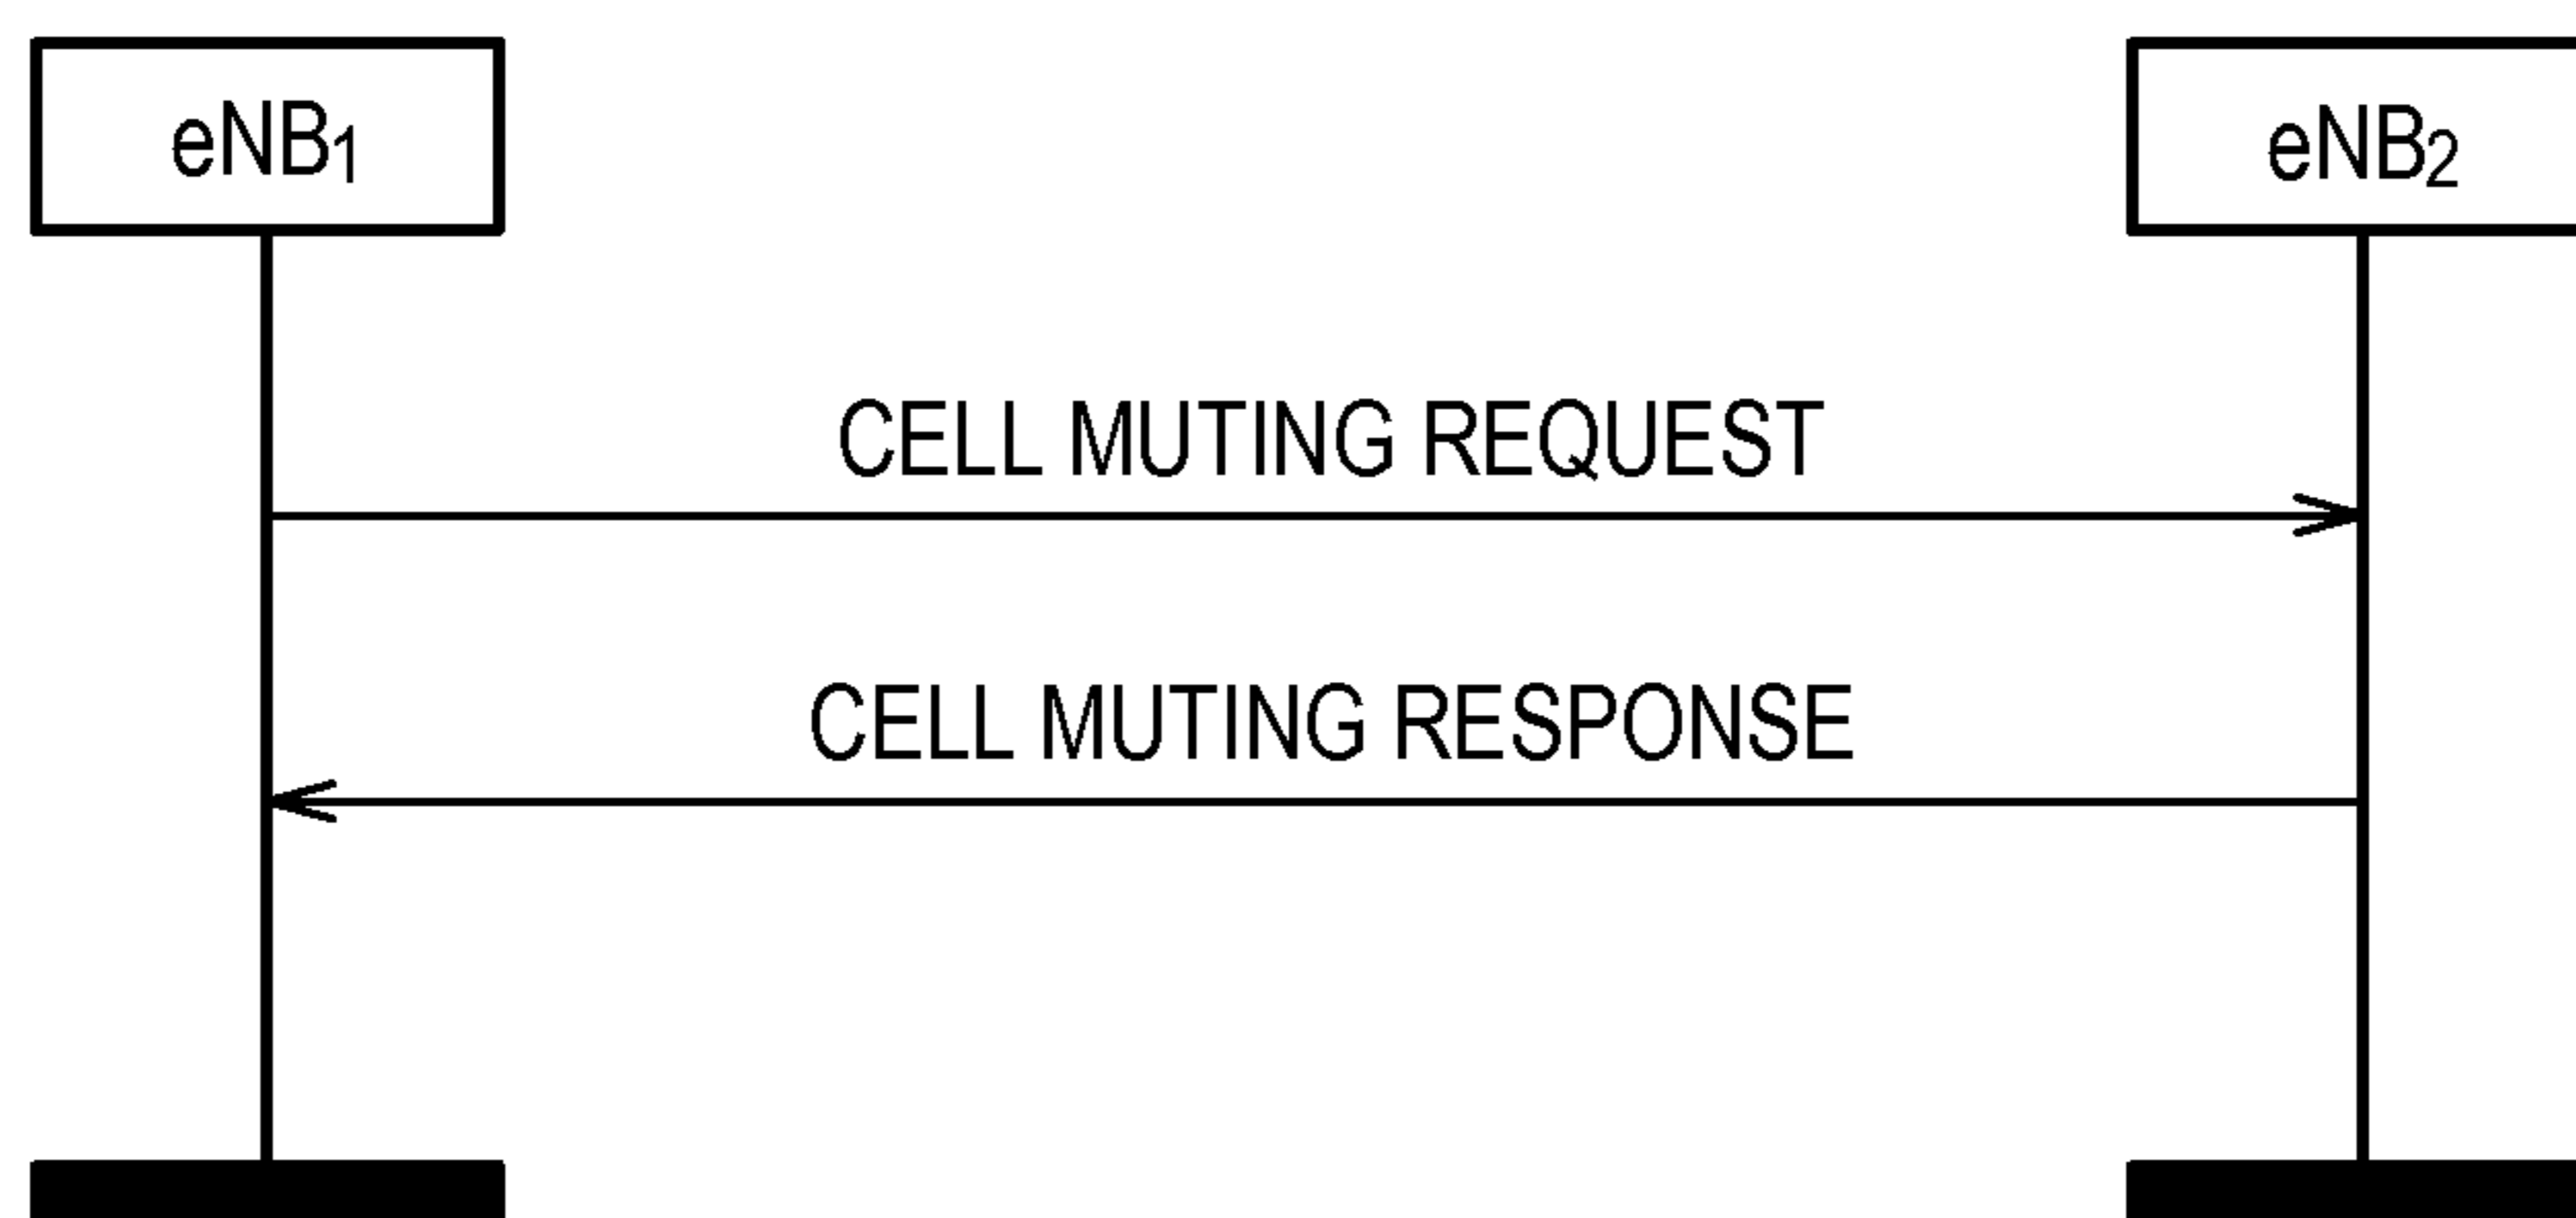 eNB1
eNB2
CELL MUTING REQUEST
CELL MUTING RESPONSE